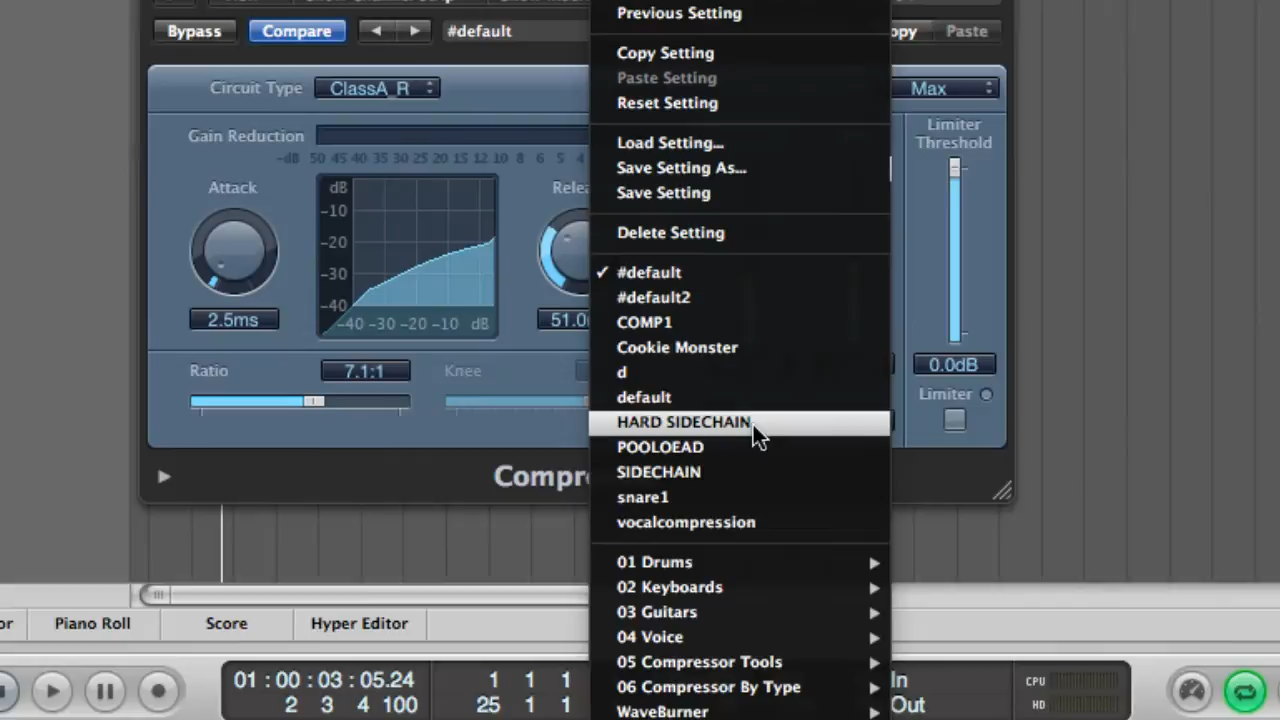 Previous Setting
Bypass
Compare
#default
Paste
Copy Setting
Paste Setting
Reset Setting
Circuit Type
ClassA_R
Max
Gain Reduction
-dB 50 45 40 35 30 25 20 15 12 10 8 6 5 4
Limiter
Threshold
Load Setting...
Save Setting As...
Save Setting
Delete Setting
Attack
2.5ms
dB
-10
-20
-30
-40
-40 -30 -20 -10 dB
✓ #default
#default2
COMP1
Cookie Monster
d
default
HARD SIDECHAIN
POOLOEAD
SIDECHAIN
snare1
vocalcompression
Ratio
7.1:1
Knee
0.0dB
Limiter
01 Drums
02 Keyboards
03 Guitars
04 Voice
05 Compressor Tools
06 Compressor By Type
WaveBurner
Piano Roll
Score
Hyper Editor
01:00:03:05.24
2 3 4 100
1 1 1
25 1 1
In
Out
CPU
HD